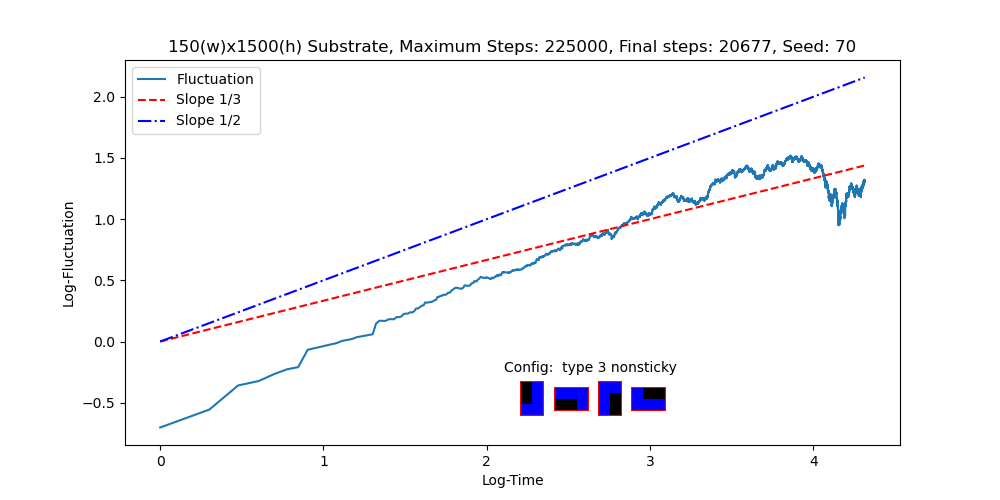 150(w)x1500(h) Substrate, Maximum Steps: 225000, Final steps: 20677, Seed: 70
Fluctuation
Slope 1/3
Slope 1/2
2.0
1.5
1.0
0.5
0.0
−0.5
Log-Fluctuation
Config:  type 3 nonsticky
0 1 2 3 4
Log-Time